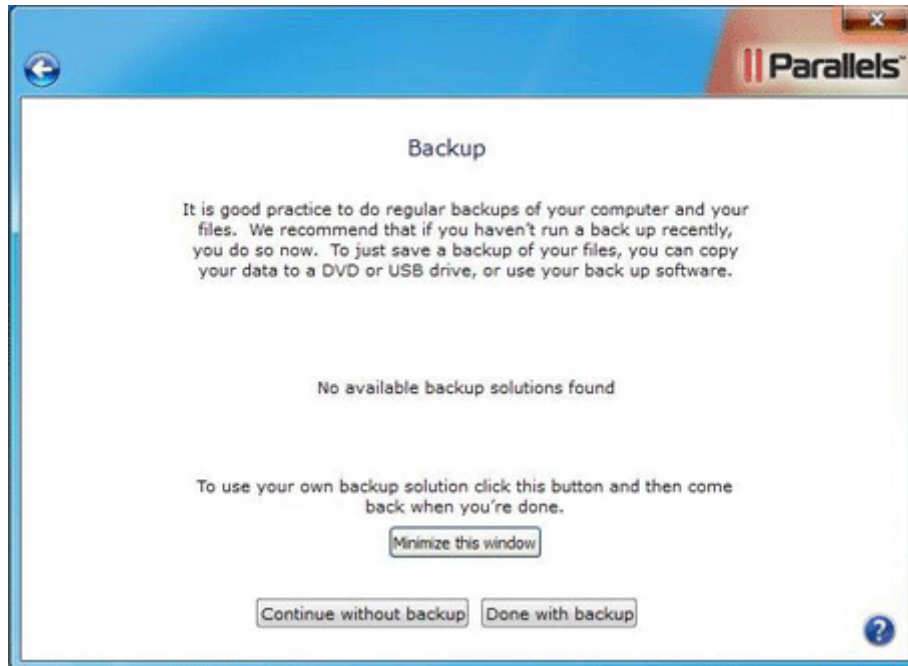 Parallels™
Backup
It is good practice to do regular backups of your computer and your
files. We recommend that if you haven't run a back up recently,
you do so now. To just save a backup of your files, you can copy
your data to a DVD or USB drive, or use your back up software.
No available backup solutions found
To use your own backup solution click this button and then come
back when you're done.
Minimize this window
Continue without backup Done with backup
?